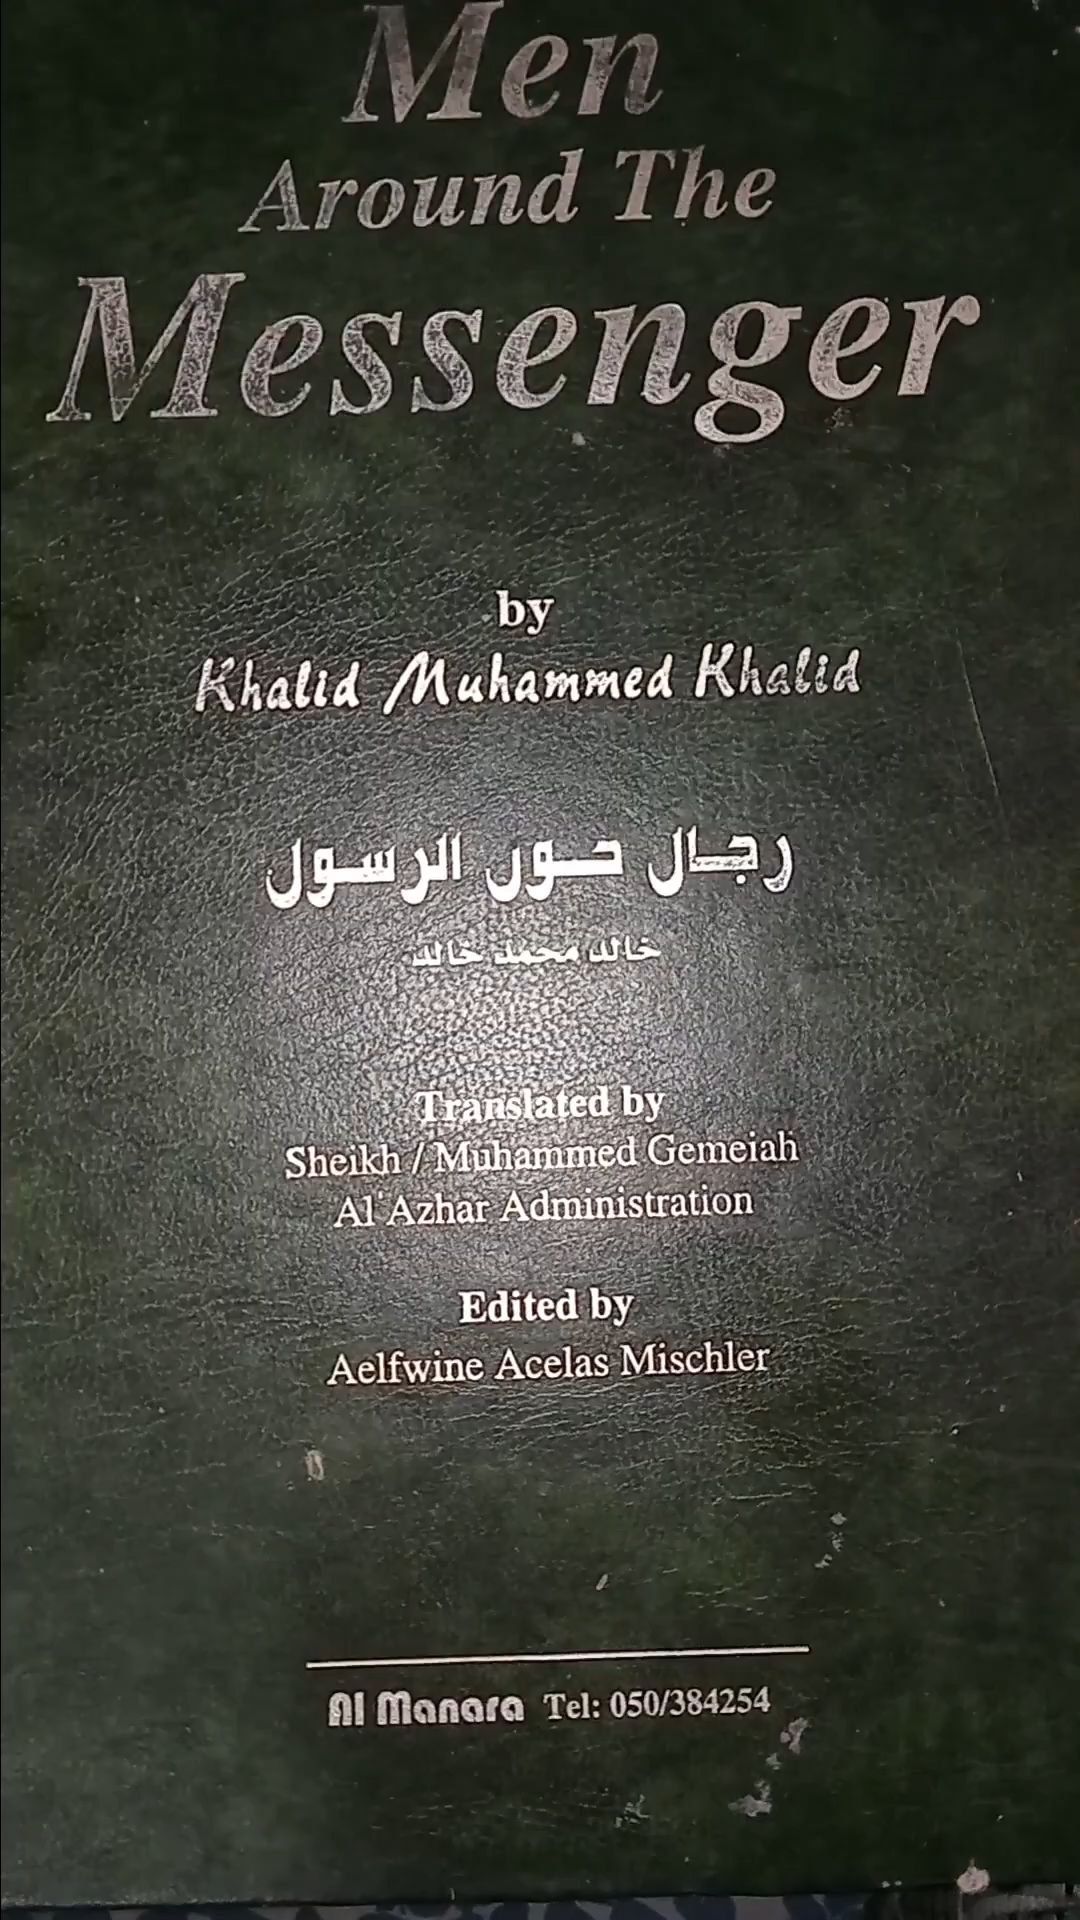 Men
Around The
Messenger
by
Khalid Muhammed Khalid
رجال حول الرسول
خالد محمد خالد
Translated by
Sheikh / Muhammed Gemeiah
Al'Azhar Administration
Edited by
Aelfwine Acelas Mischler
Al Manara Tel: 050/384254